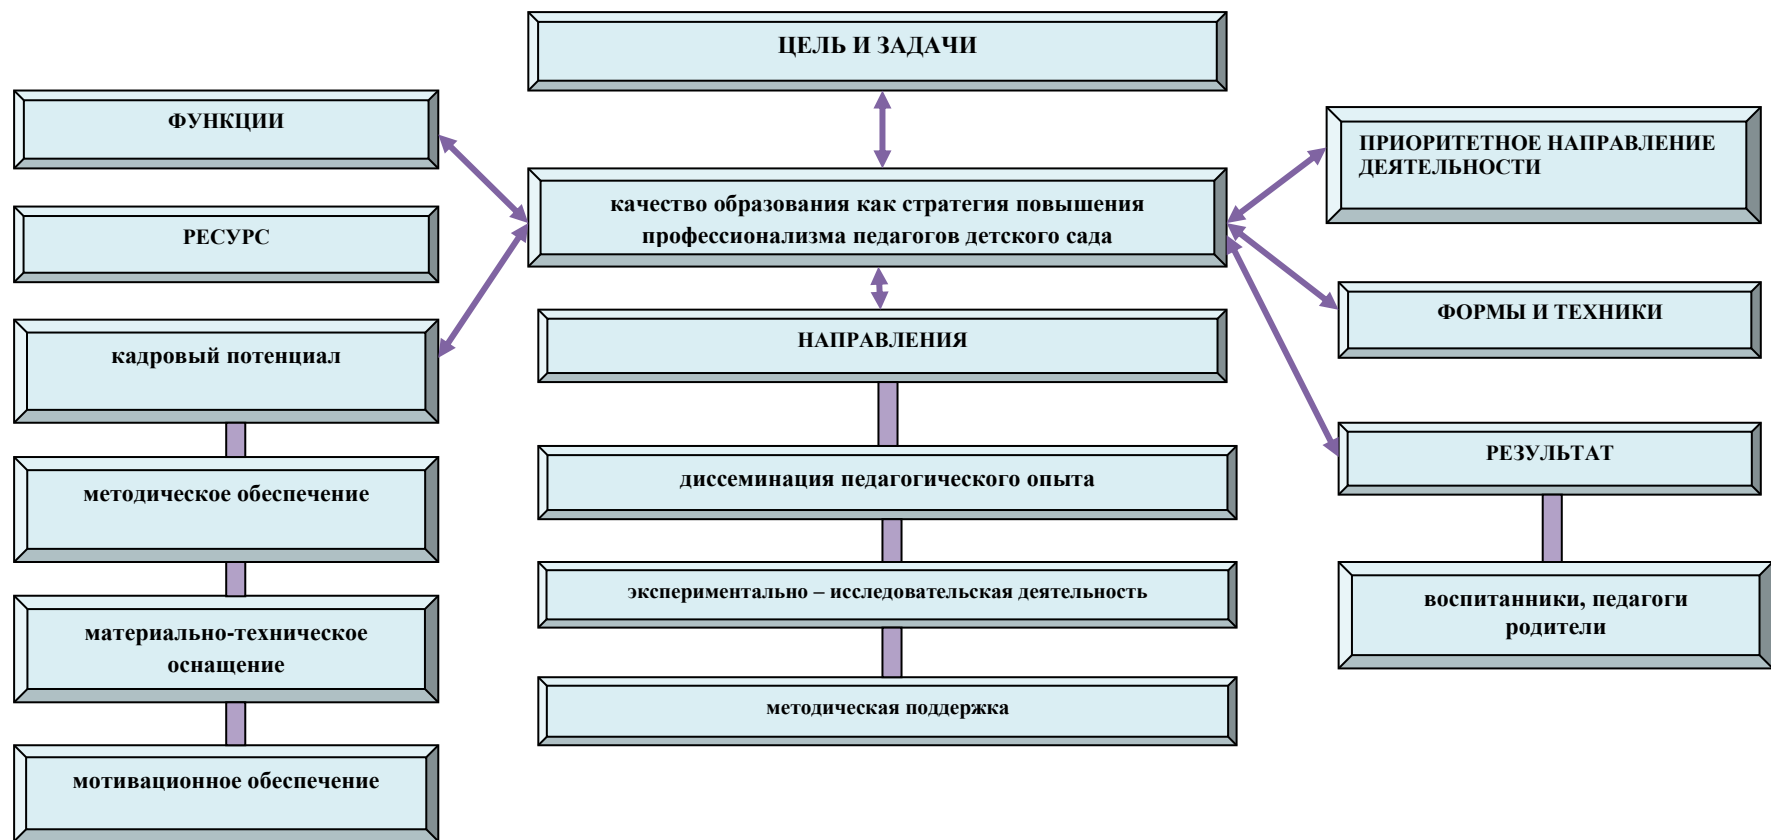 ЦЕЛЬ И ЗАДАЧИ
ФУНКЦИИ
РЕСУРС
кадровый потенциал
методическое обеспечение
материально-техническое
оснащение
мотивационное обеспечение
качество образования как стратегия повышения
профессионализма педагогов детского сада
НАПРАВЛЕНИЯ
диссеминация педагогического опыта
экспериментально – исследовательская деятельность
методическая поддержка
ПРИОРИТЕТНОЕ НАПРАВЛЕНИЕ
ДЕЯТЕЛЬНОСТИ
ФОРМЫ И ТЕХНИКИ
РЕЗУЛЬТАТ
воспитанники, педагоги
родители